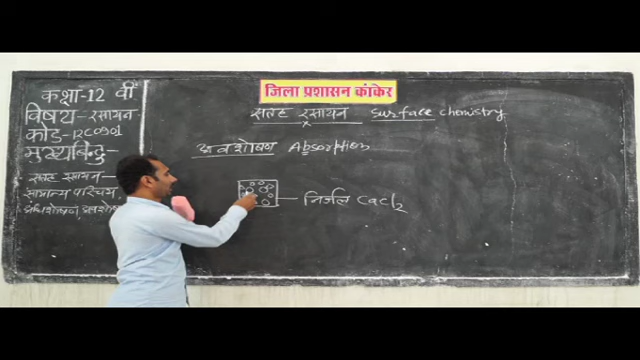 कक्षा-12 वीं
विषय-रसायन
कोड-12C0901
मुख्यबिन्दु-
सतह रसायन
सामान्य परिचय
जिला प्रशासन कांकेर
सतह रसायन Surface chemistry
अवशोषण Absorption
निर्जल CaCl2